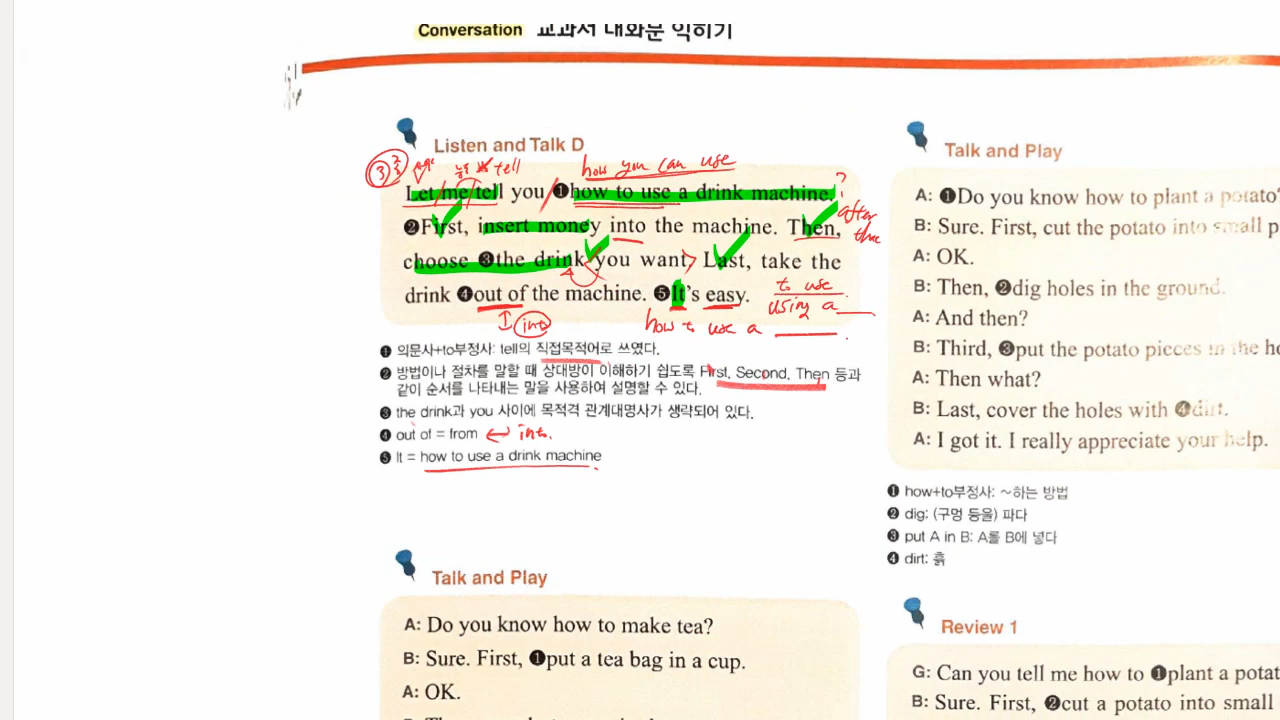 Conversation 교과서 대화문 익히기
Listen and Talk D
③ tell how you can use
Let me tell you ❶how to use a drink machine. ?
❷First, insert money into the machine. Then, after
choose ❸the drink you want. Last, take the
drink ❹out of the machine. ❺It's easy. to use
using a
into how to use a
❶ 의문사+to부정사: tell의 직접목적어로 쓰였다.
❷ 방법이나 절차를 말할 때 상대방이 이해하기 쉽도록 First, Second, Then 등과
같이 순서를 나타내는 말을 사용하여 설명할 수 있다.
❸ the drink과 you 사이에 목적격 관계대명사가 생략되어 있다.
❹ out of = from ↔ into.
❺ It = how to use a drink machine
Talk and Play
A: Do you know how to make tea?
B: Sure. First, ❶put a tea bag in a cup.
A: OK.
Talk and Play
A: ❶Do you know how to plant a potato?
B: Sure. First, cut the potato into small p
A: OK.
B: Then, ❷dig holes in the ground.
A: And then?
B: Third, ❸put the potato pieces in the ho
A: Then what?
B: Last, cover the holes with ❹dirt.
A: I got it. I really appreciate your help.
❶ how+to부정사: ~하는 방법
❷ dig: (구멍 등을) 파다
❸ put A in B: A를 B에 넣다
❹ dirt: 흙
Review 1
G: Can you tell me how to ❶plant a potat
B: Sure. First, ❷cut a potato into small